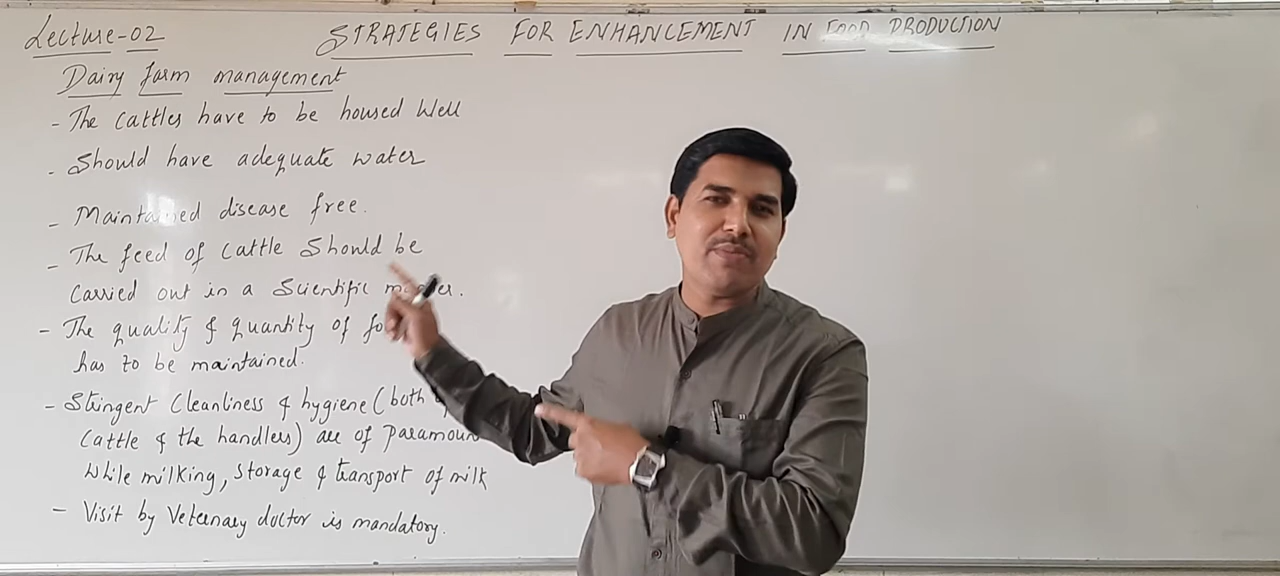 Lecture-02
STRATEGIES FOR ENHANCEMENT IN FOOD PRODUCTION
Dairy farm management
- The cattles have to be housed well
- Should have adequate water
- Maintained disease free.
- The feed of cattle should be
carried out in a scientific manner.
- The quality & quantity of
has to be maintained.
- Stringent cleanliness & hygiene (both
cattle & the handlers) are of paramoun
while milking, storage & transport of milk
- Visit by Veternary doctor is mandatory.